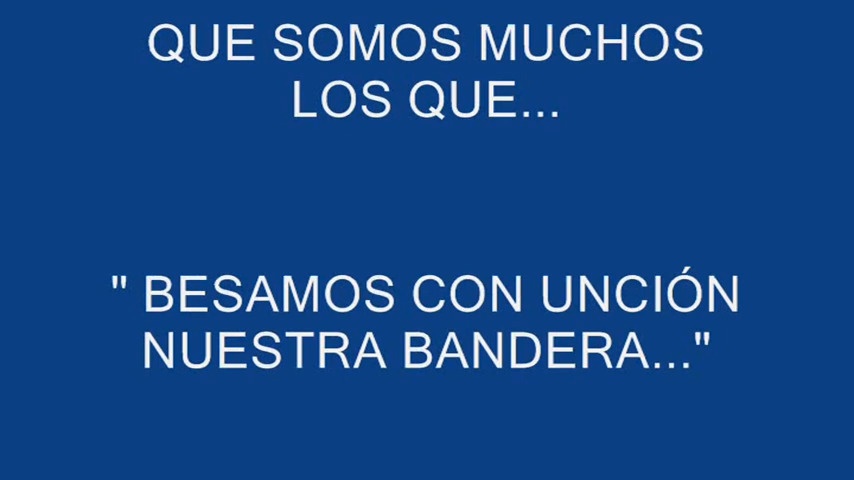 QUE SOMOS MUCHOS
LOS QUE...
" BESAMOS CON UNCIÓN
NUESTRA BANDERA..."